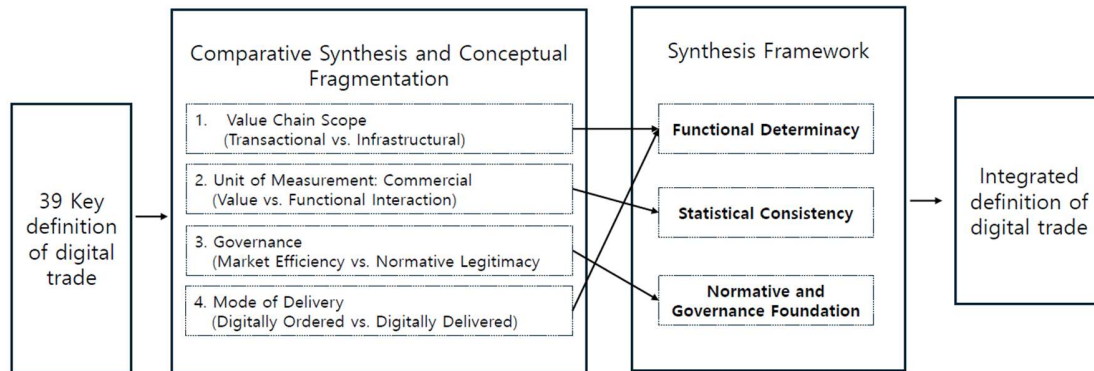 39 Key
definition
of digital
trade
Comparative Synthesis and Conceptual
Fragmentation
1. Value Chain Scope
(Transactional vs. Infrastructural)
2. Unit of Measurement: Commercial
(Value vs. Functional Interaction)
3. Governance
(Market Efficiency vs. Normative Legitimacy
4. Mode of Delivery
(Digitally Ordered vs. Digitally Delivered)
Synthesis Framework
Functional Determinacy
Statistical Consistency
Normative and
Governance Foundation
Integrated
definition of
digital trade